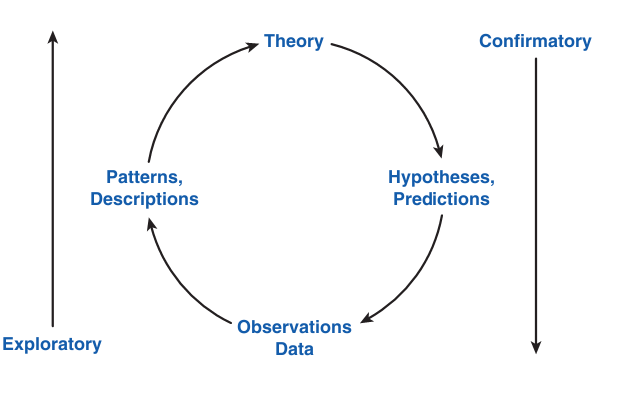 Theory
Confirmatory
Patterns,
Descriptions
Hypotheses,
Predictions
Observations
Data
Exploratory